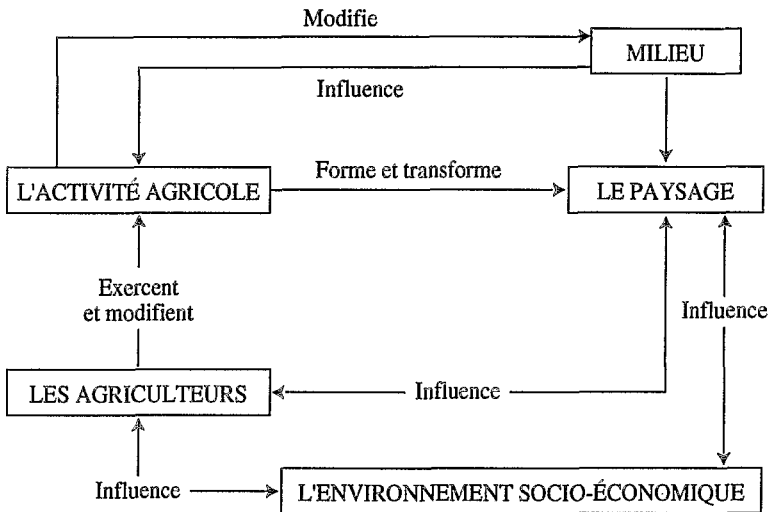 Modifie
MILIEU
Influence
L'ACTIVITÉ AGRICOLE
Forme et transforme
LE PAYSAGE
Exercent
et modifient
Influence
LES AGRICULTEURS
Influence
Influence
L'ENVIRONNEMENT SOCIO-ÉCONOMIQUE